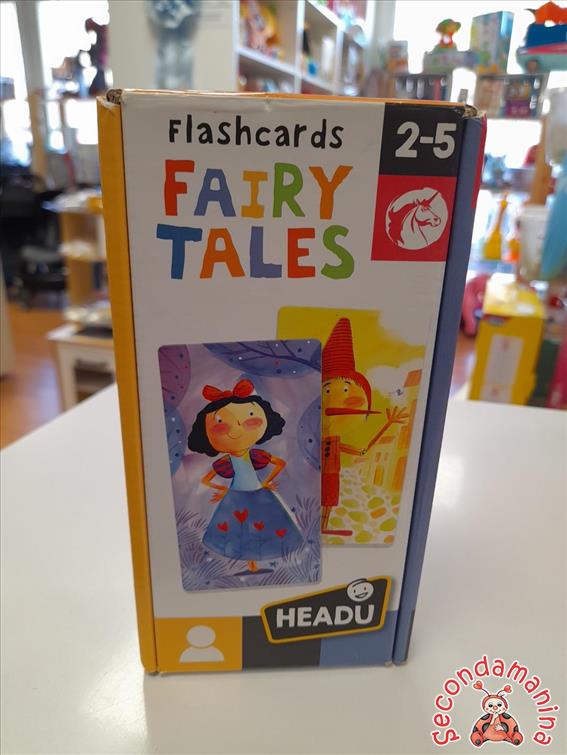 Flashcards
2-5
FAIRY
TALES
HEADU
Secondamanina